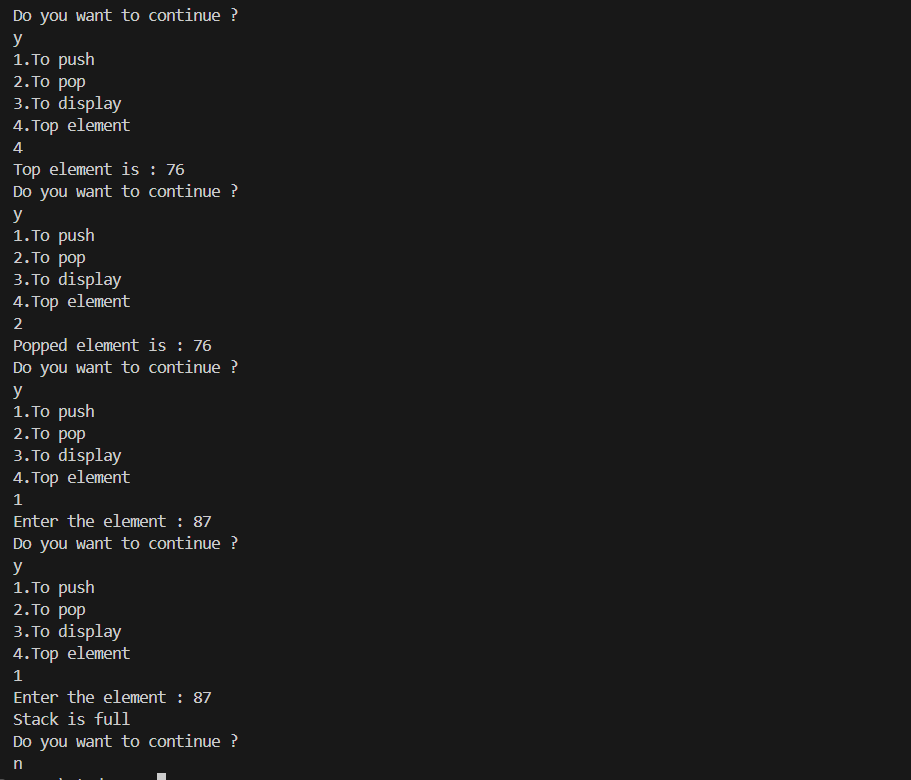 Do you want to continue ?
y
1.To push
2.To pop
3.To display
4.Top element
4
Top element is : 76
Do you want to continue ?
y
1.To push
2.To pop
3.To display
4.Top element
2
Popped element is : 76
Do you want to continue ?
y
1.To push
2.To pop
3.To display
4.Top element
1
Enter the element : 87
Do you want to continue ?
y
1.To push
2.To pop
3.To display
4.Top element
1
Enter the element : 87
Stack is full
Do you want to continue ?
n